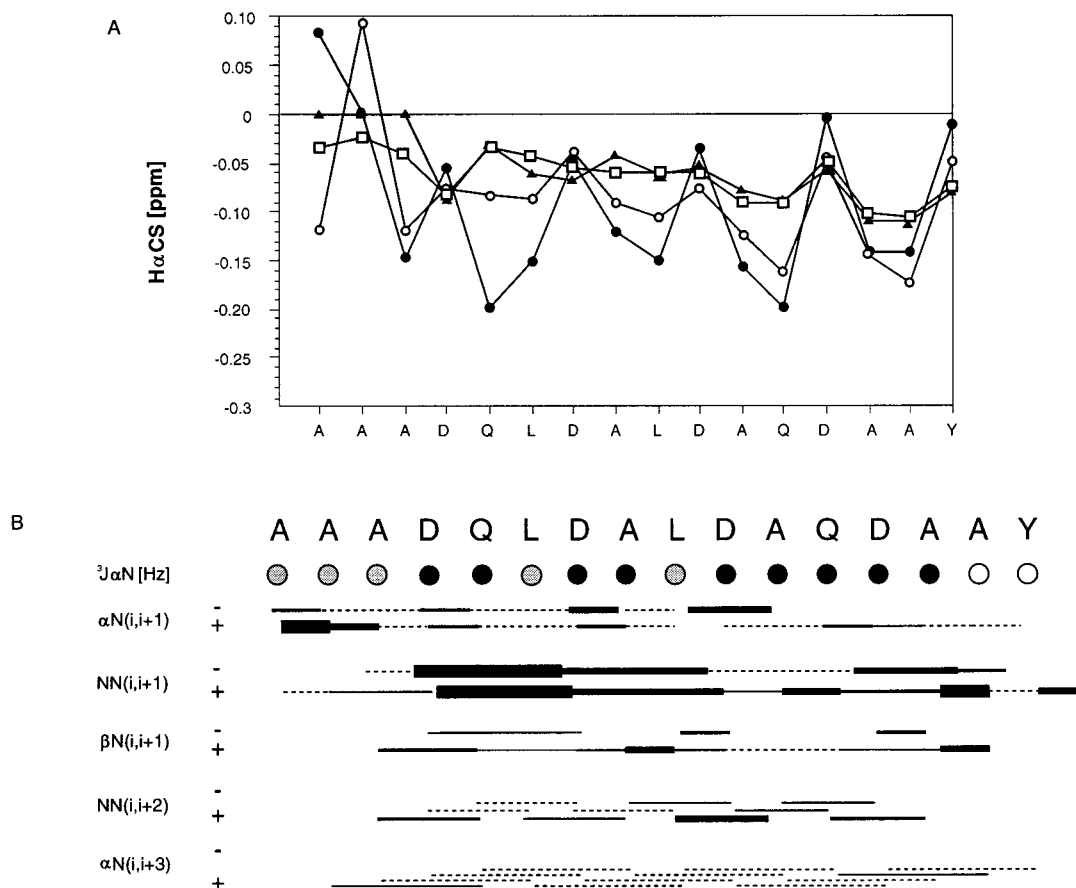 A
HαCS [ppm]
0.10
0.05
0
-0.05
-0.10
-0.15
-0.20
-0.25
-0.3
A A A D Q L D A L D A Q D A A Y
B
A A A D Q L D A L D A Q D A A Y
³JαN [Hz]
αN(i,i+1) - +
NN(i,i+1) - +
βN(i,i+1) - +
NN(i,i+2) - +
αN(i,i+3) - +